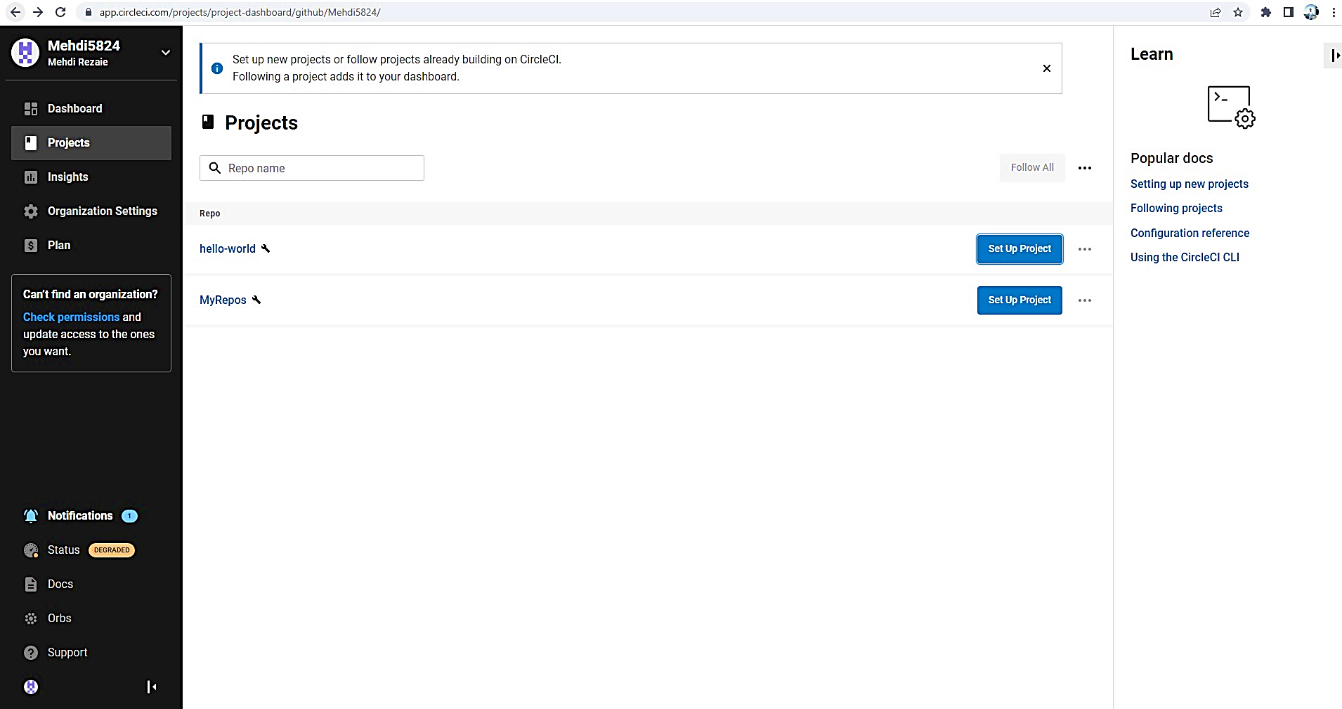 app.circleci.com/projects/project-dashboard/github/Mehdi5824/
Mehdi5824
Mehdi Rezaie
Dashboard
Projects
Insights
Organization Settings
Plan
Can't find an organization?
Check permissions and
update access to the ones
you want.
Notifications 1
Status DEGRADED
Docs
Orbs
Support
Set up new projects or follow projects already building on CircleCI.
Following a project adds it to your dashboard.
Projects
Repo name
Follow All
Repo
hello-world
Set Up Project
MyRepos
Set Up Project
Learn
Popular docs
Setting up new projects
Following projects
Configuration reference
Using the CircleCI CLI